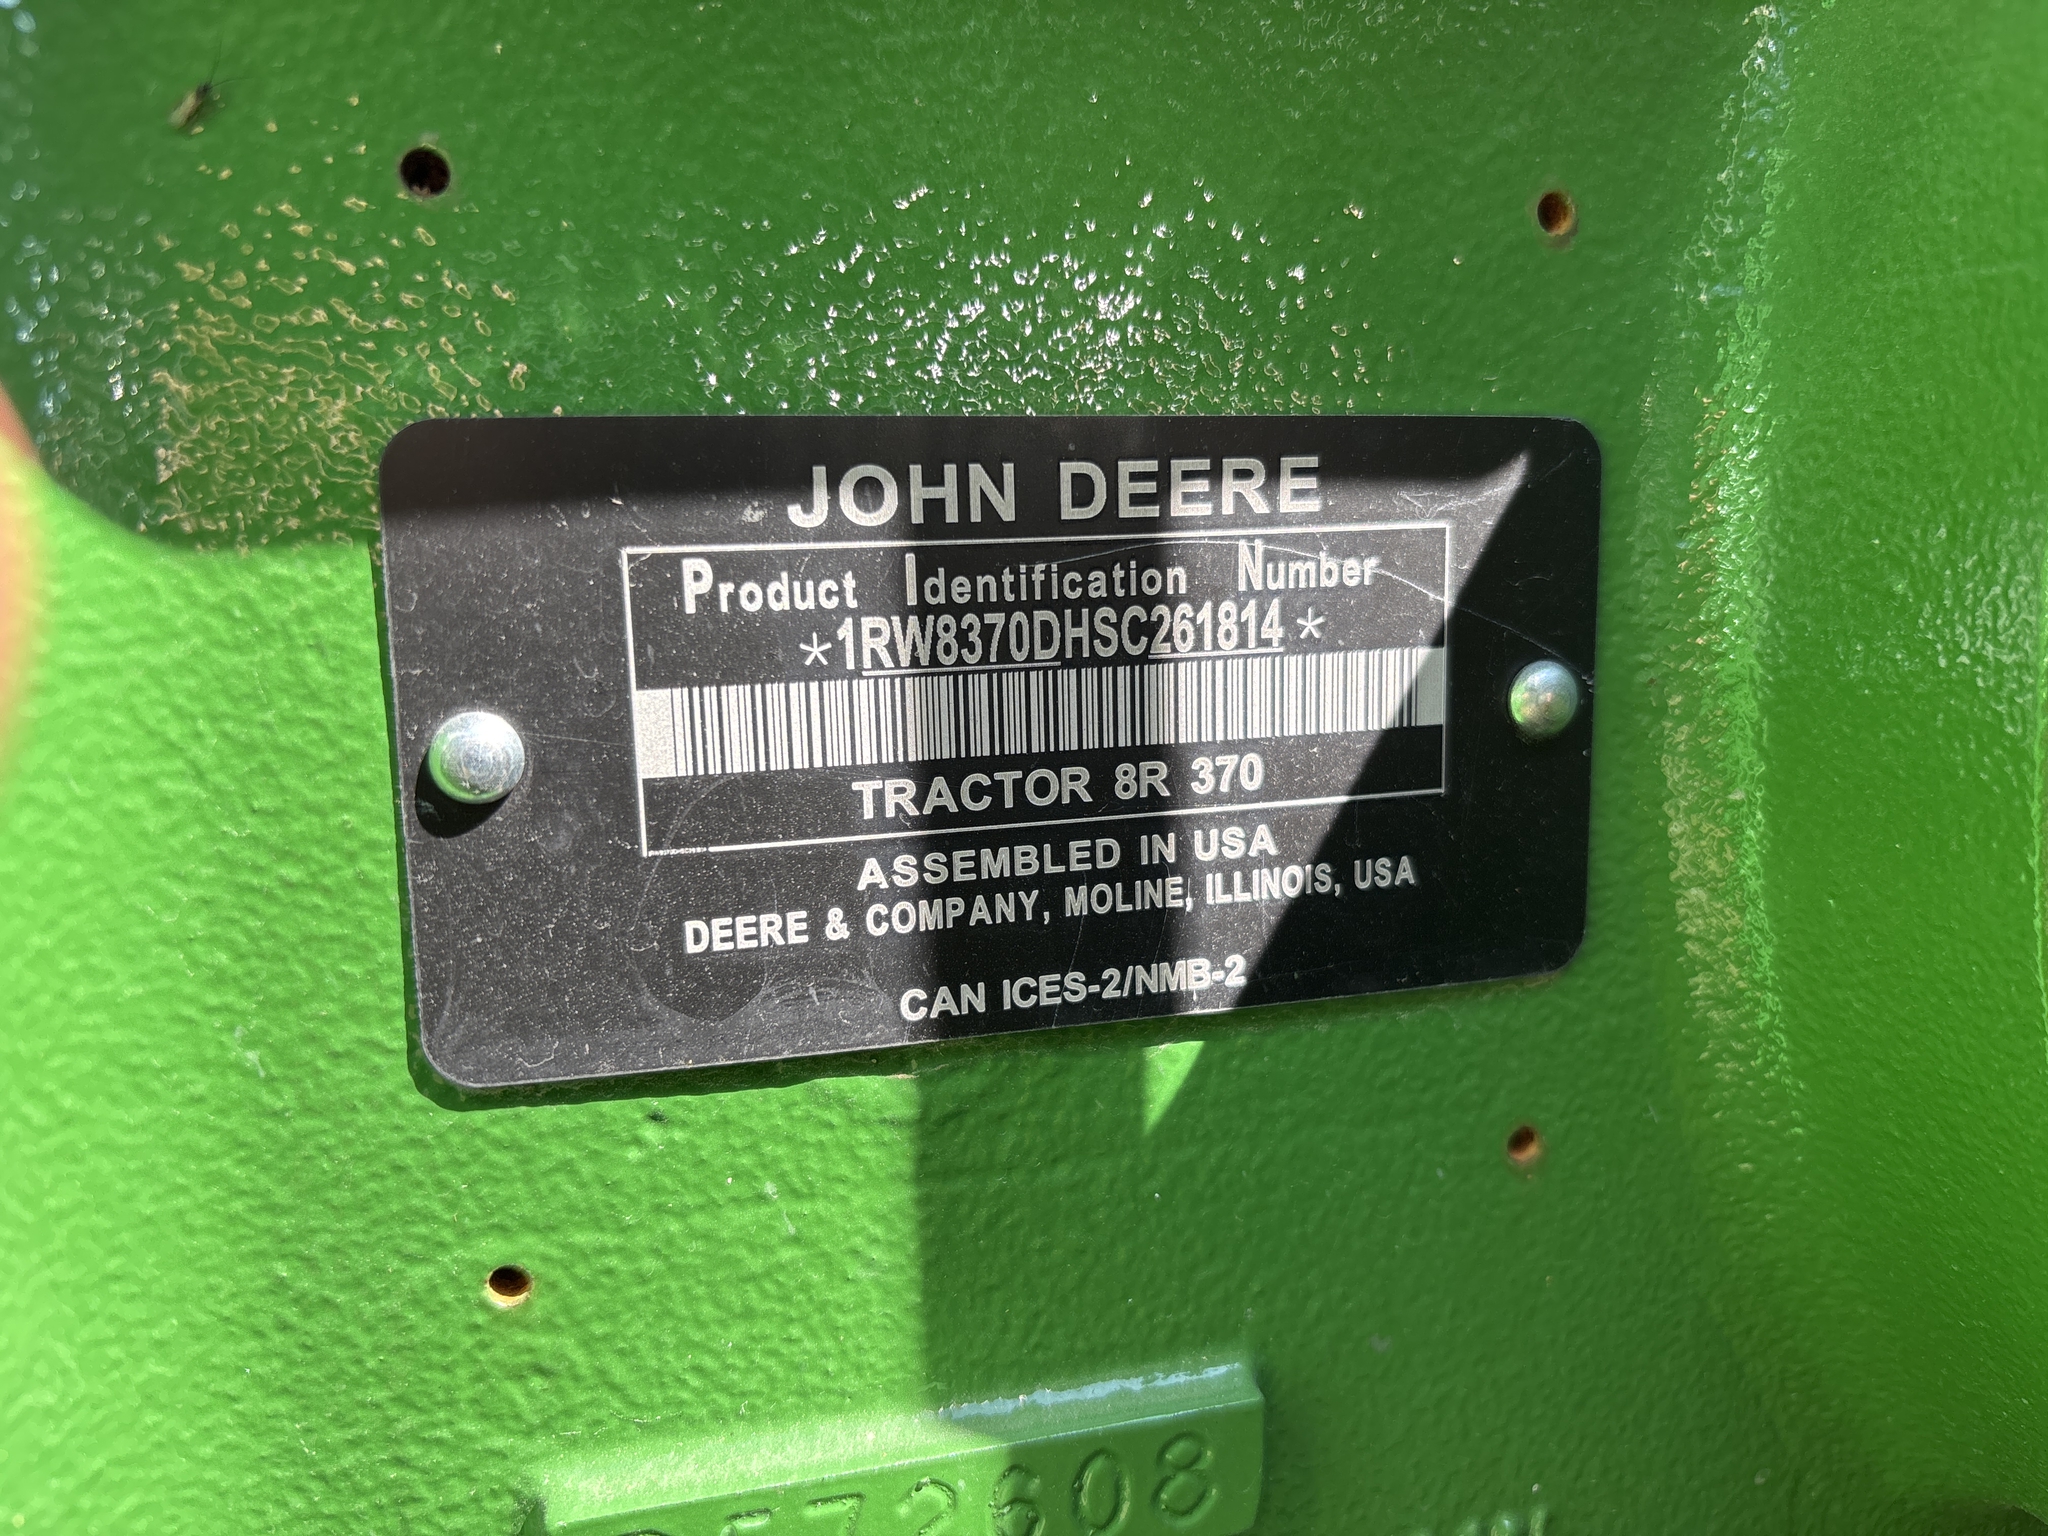 JOHN DEERE
Product Identification Number
*1RW8370DHSC261814*
TRACTOR 8R 370
ASSEMBLED IN USA
DEERE & COMPANY, MOLINE, ILLINOIS, USA
CAN ICES-2/NMB-2